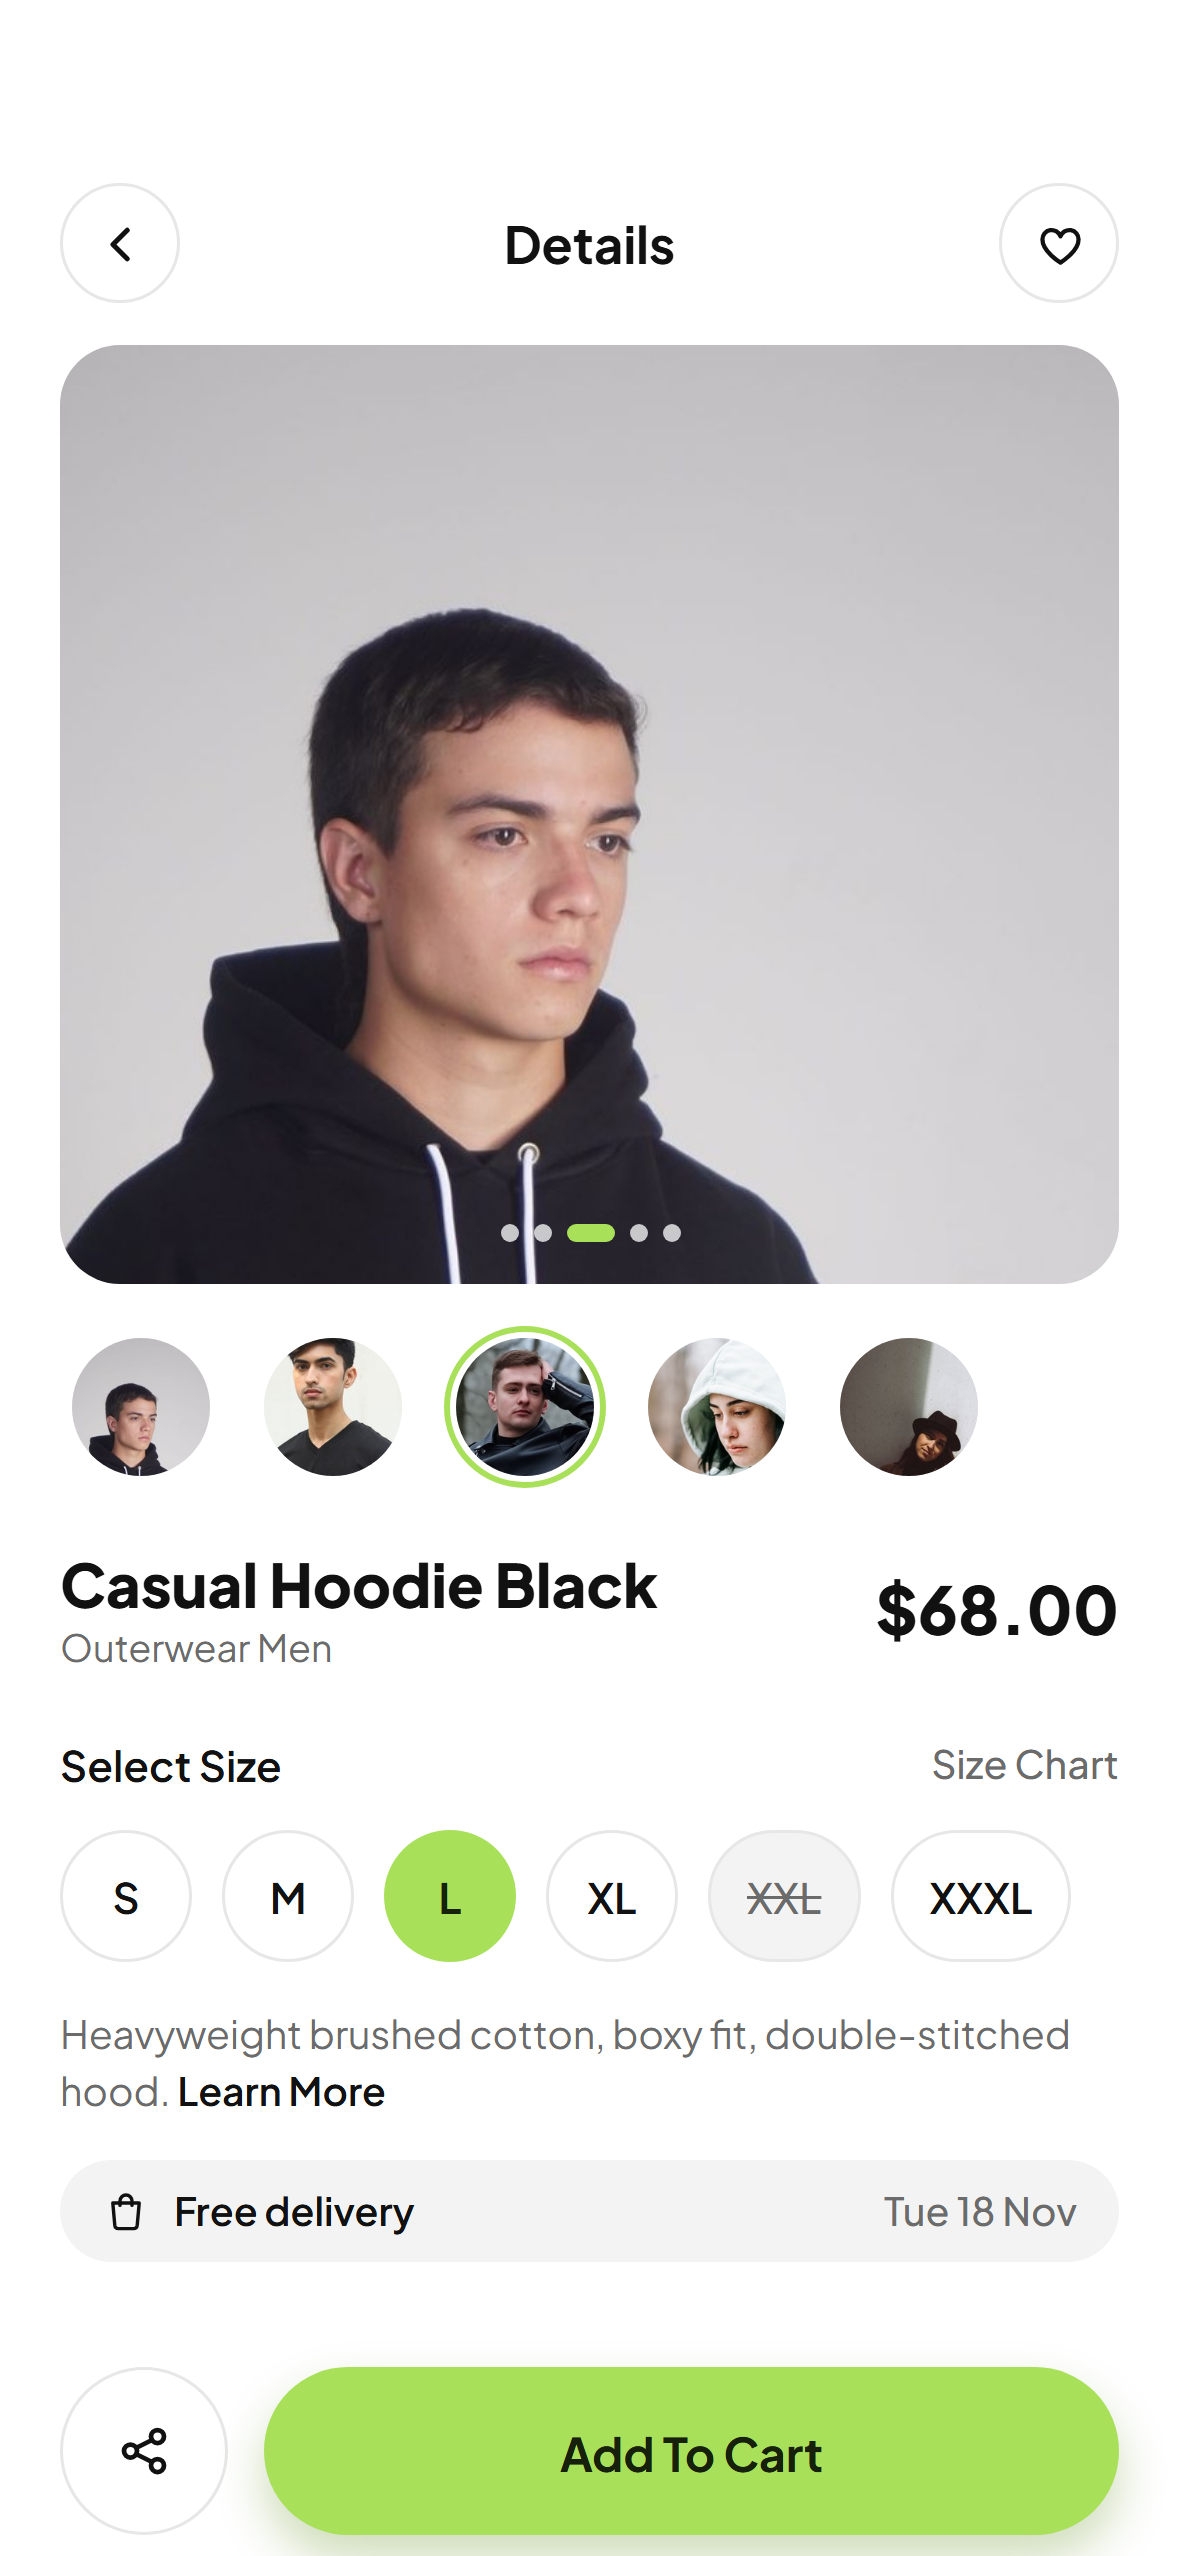 Details
Casual Hoodie Black
$68.00
Outerwear Men
Select Size
Size Chart
S
M
L
XL
XXL
XXXL
Heavyweight brushed cotton, boxy fit, double-stitched
hood. Learn More
Free delivery
Tue 18 Nov
Add To Cart